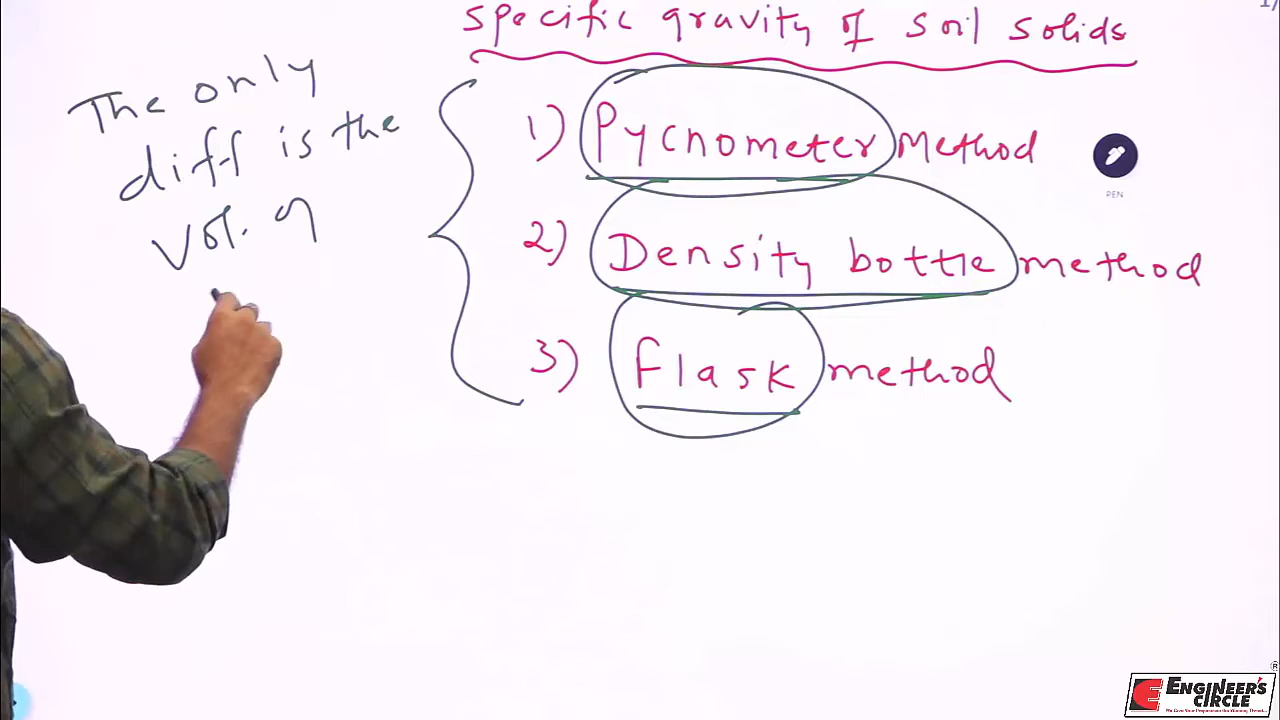 specific gravity of soil solids
The only
diff is the
vol. of
1) Pycnometer Method
2) Density bottle method
3) flask method
PEN
ENGINEER'S
CIRCLE
®